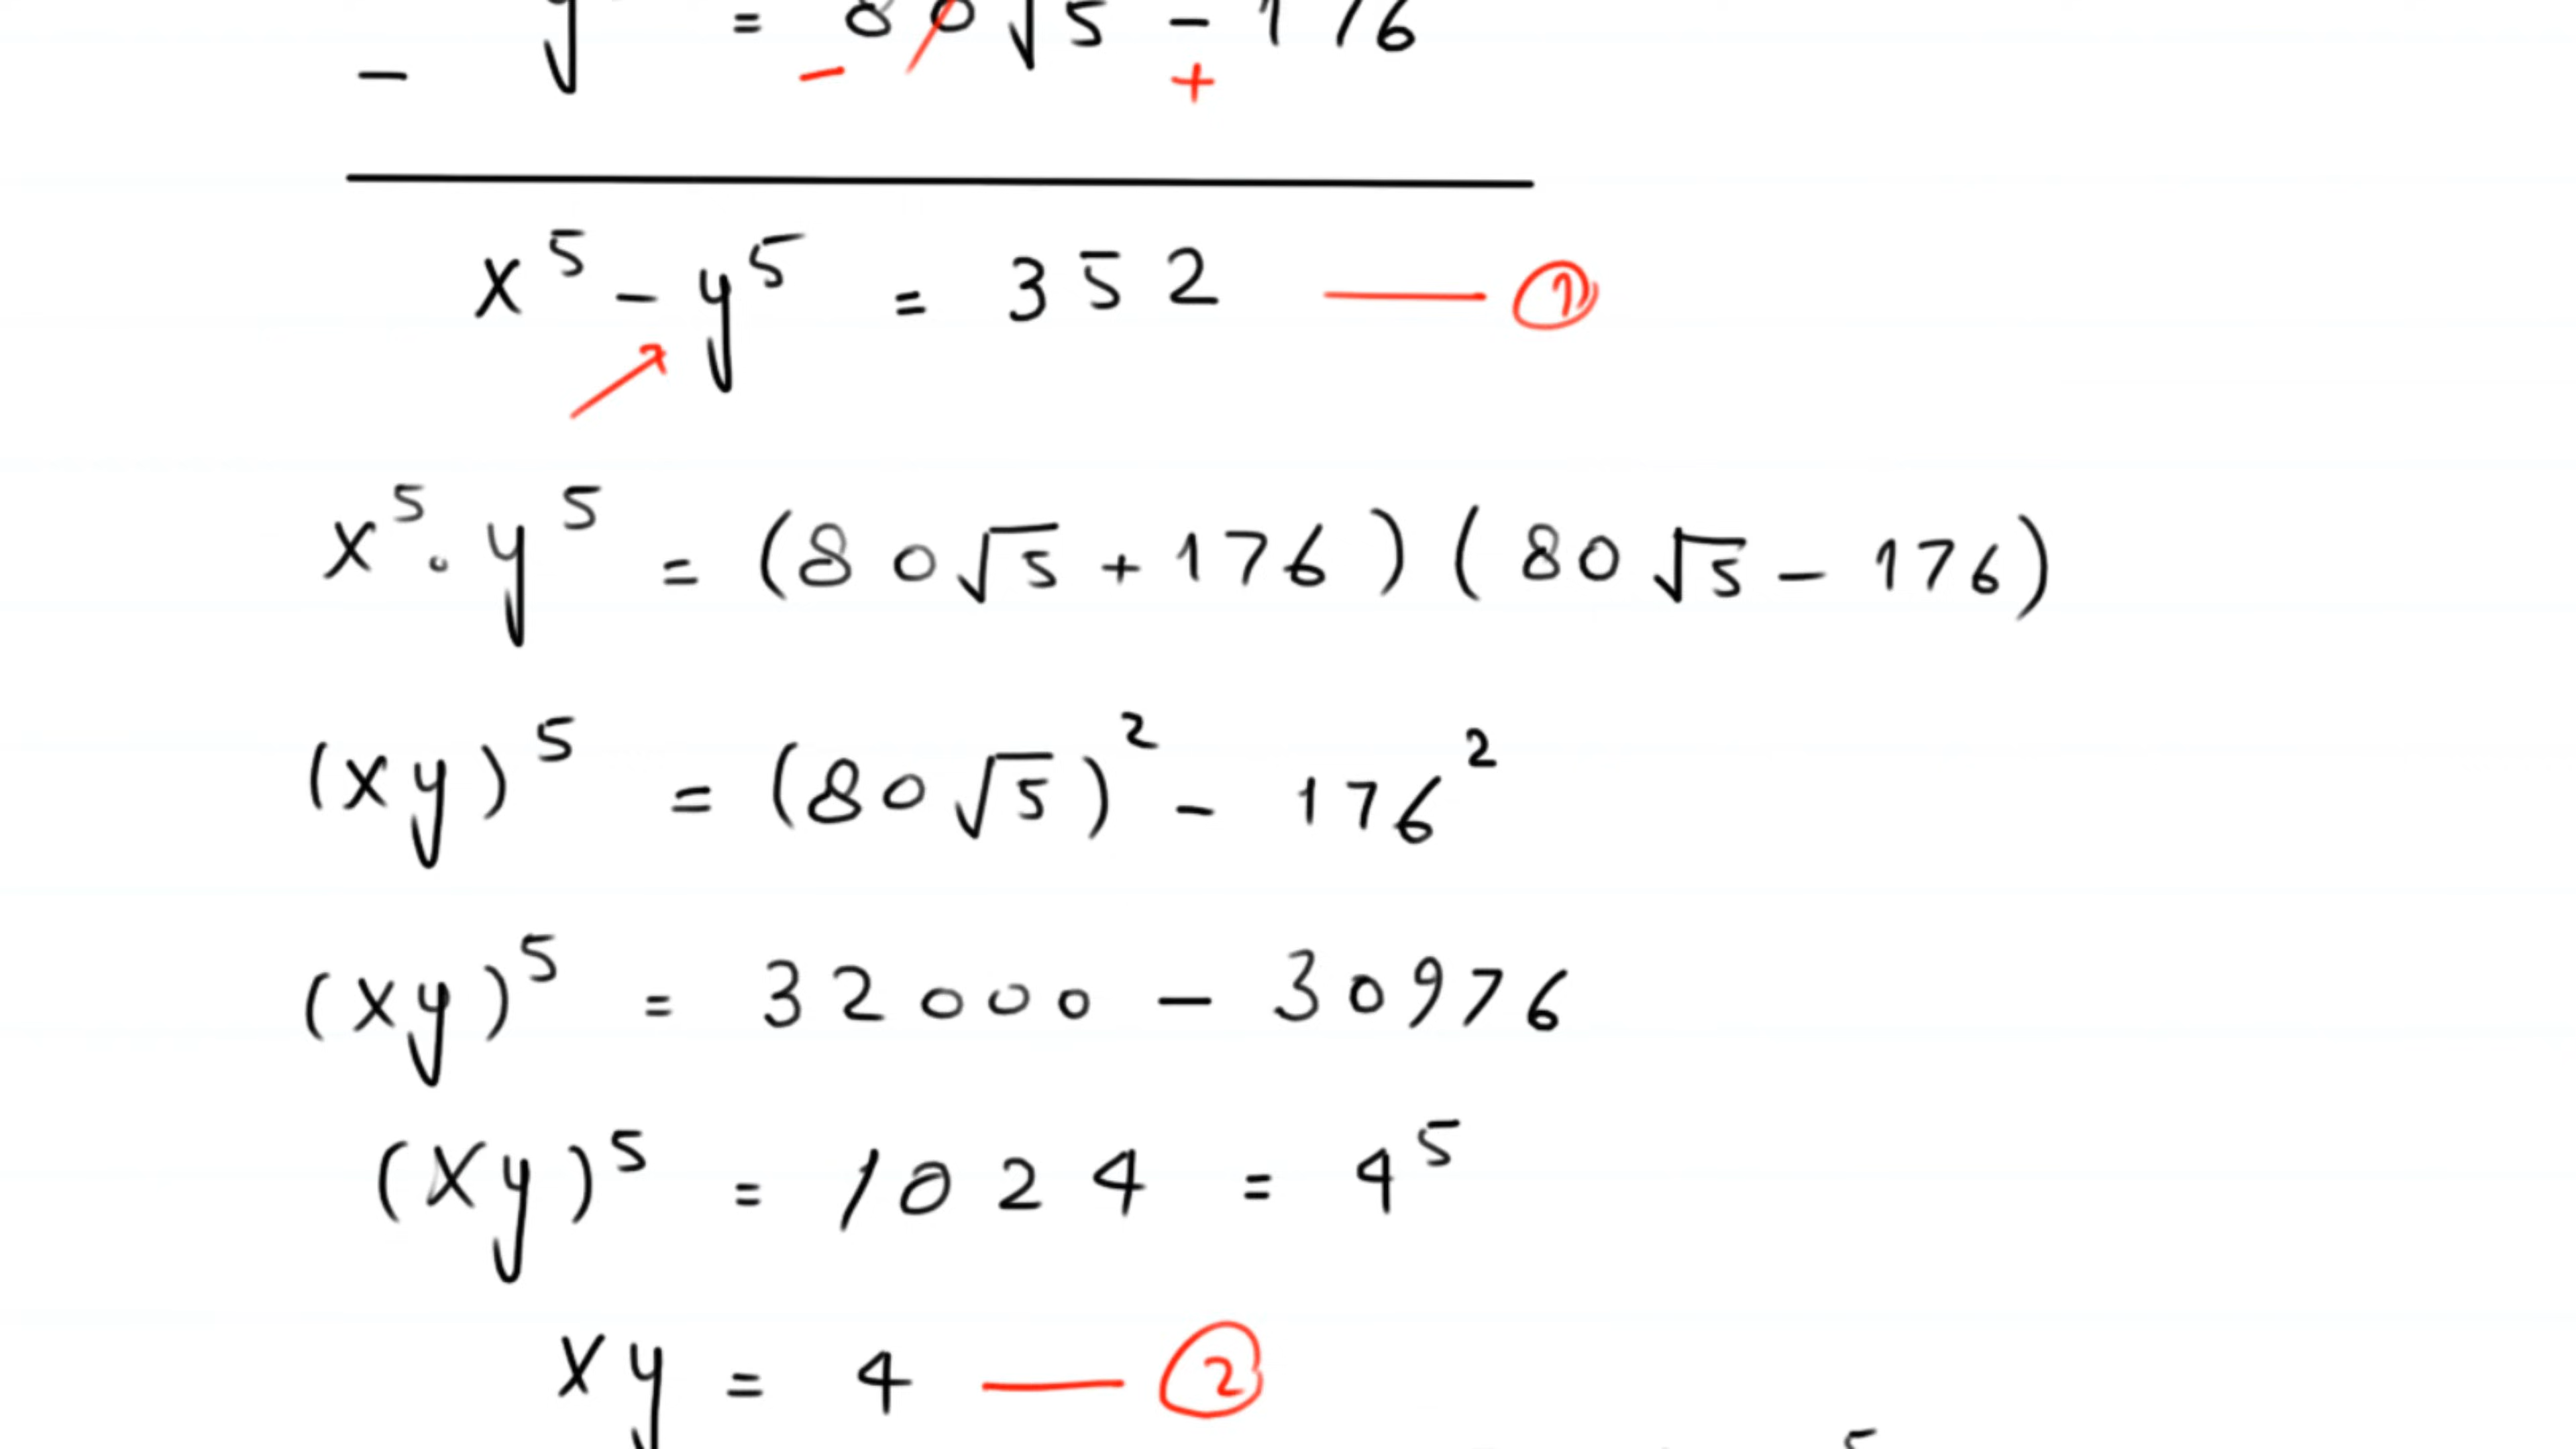 - y = 80√5 - 176
- +
x⁵ - y⁵ = 352 —— ①
x⁵ · y⁵ = (80√5 + 176) (80√5 - 176)
(xy)⁵ = (80√5)² - 176²
(xy)⁵ = 32000 - 30976
(xy)⁵ = 1024 = 4⁵
xy = 4 —— ②
5